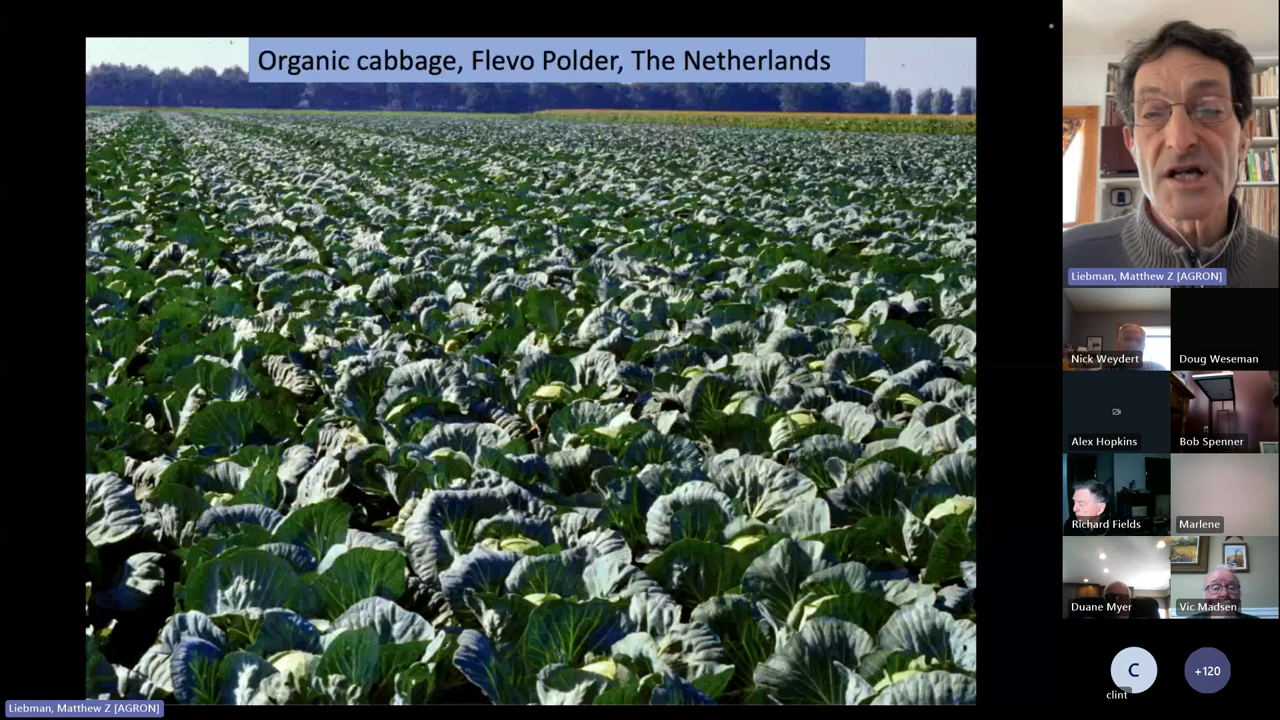 Organic cabbage, Flevo Polder, The Netherlands
Liebman, Matthew Z [AGRON]
Nick Weydert
Doug Weseman
Alex Hopkins
Bob Spenner
Richard Fields
Marlene
Duane Myer
Vic Madsen
C
+120
clint
Liebman, Matthew Z [AGRON]